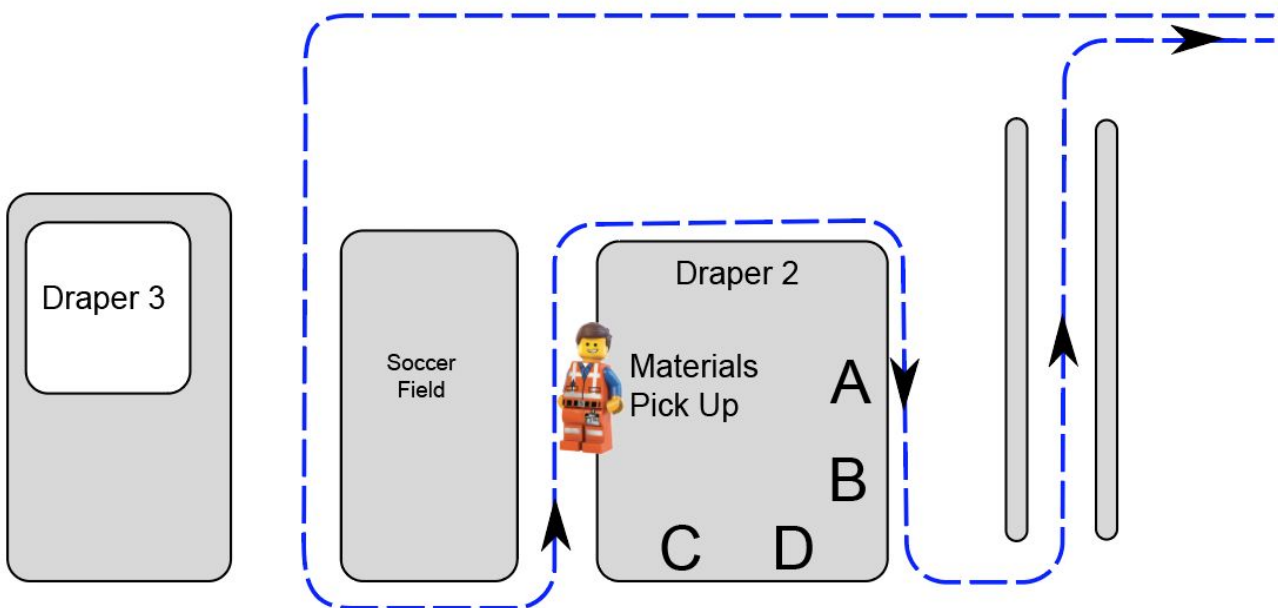 Draper 2
Draper 3
Materials
Pick Up
Soccer
Field
A
B
C D